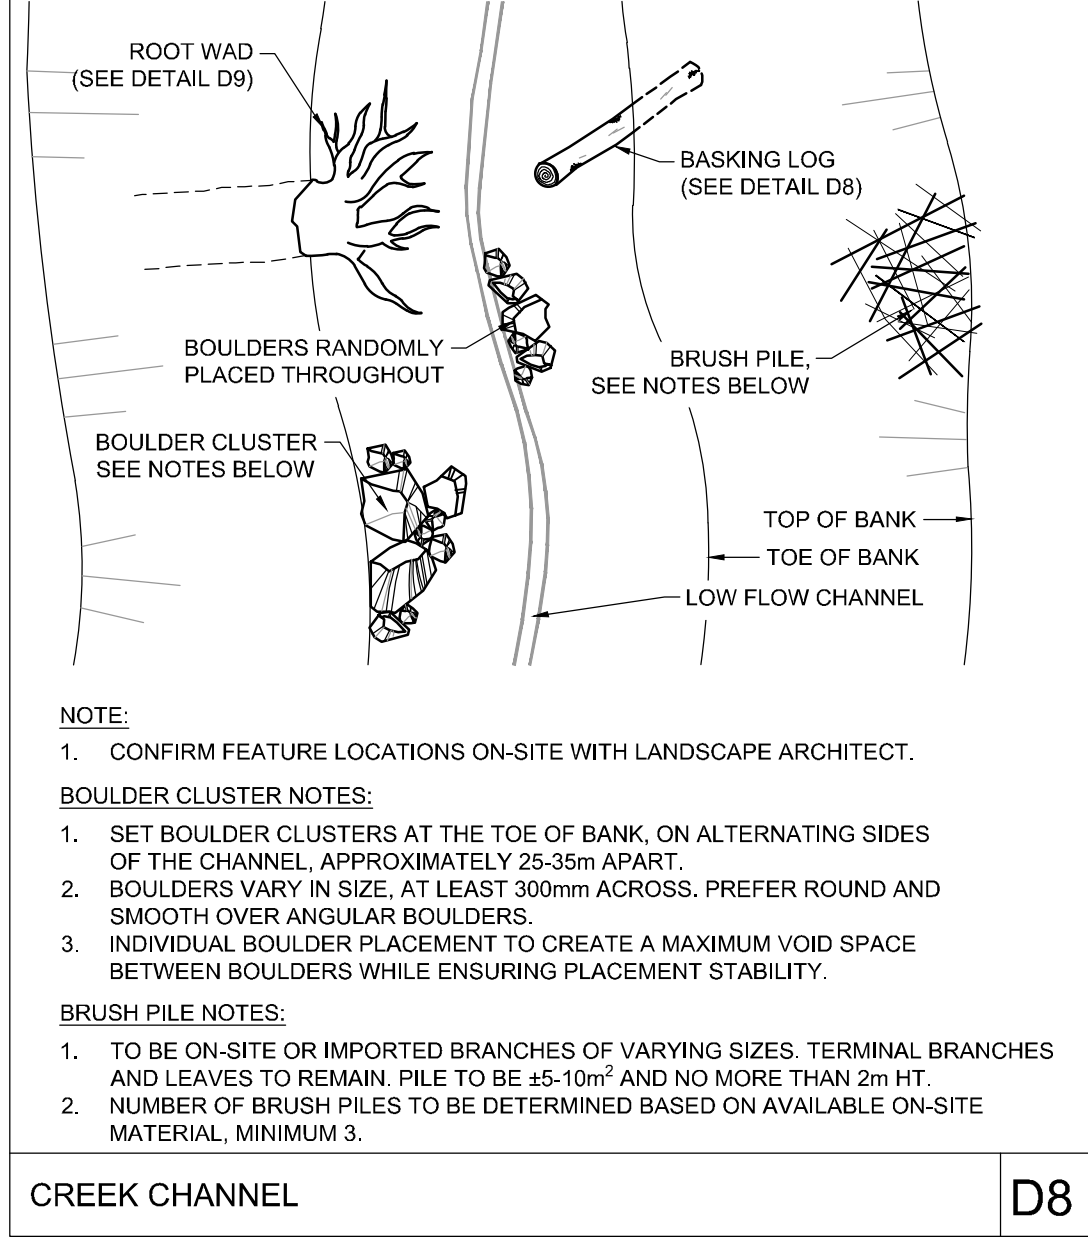 ROOT WAD
(SEE DETAIL D9)
BASKING LOG
(SEE DETAIL D8)
BOULDERS RANDOMLY
PLACED THROUGHOUT
BRUSH PILE,
SEE NOTES BELOW
BOULDER CLUSTER
SEE NOTES BELOW
TOP OF BANK
TOE OF BANK
LOW FLOW CHANNEL
NOTE:
1. CONFIRM FEATURE LOCATIONS ON-SITE WITH LANDSCAPE ARCHITECT.
BOULDER CLUSTER NOTES:
1. SET BOULDER CLUSTERS AT THE TOE OF BANK, ON ALTERNATING SIDES
OF THE CHANNEL, APPROXIMATELY 25-35m APART.
2. BOULDERS VARY IN SIZE, AT LEAST 300mm ACROSS. PREFER ROUND AND
SMOOTH OVER ANGULAR BOULDERS.
3. INDIVIDUAL BOULDER PLACEMENT TO CREATE A MAXIMUM VOID SPACE
BETWEEN BOULDERS WHILE ENSURING PLACEMENT STABILITY.
BRUSH PILE NOTES:
1. TO BE ON-SITE OR IMPORTED BRANCHES OF VARYING SIZES. TERMINAL BRANCHES
AND LEAVES TO REMAIN. PILE TO BE ±5-10m² AND NO MORE THAN 2m HT.
2. NUMBER OF BRUSH PILES TO BE DETERMINED BASED ON AVAILABLE ON-SITE
MATERIAL, MINIMUM 3.
CREEK CHANNEL
D8